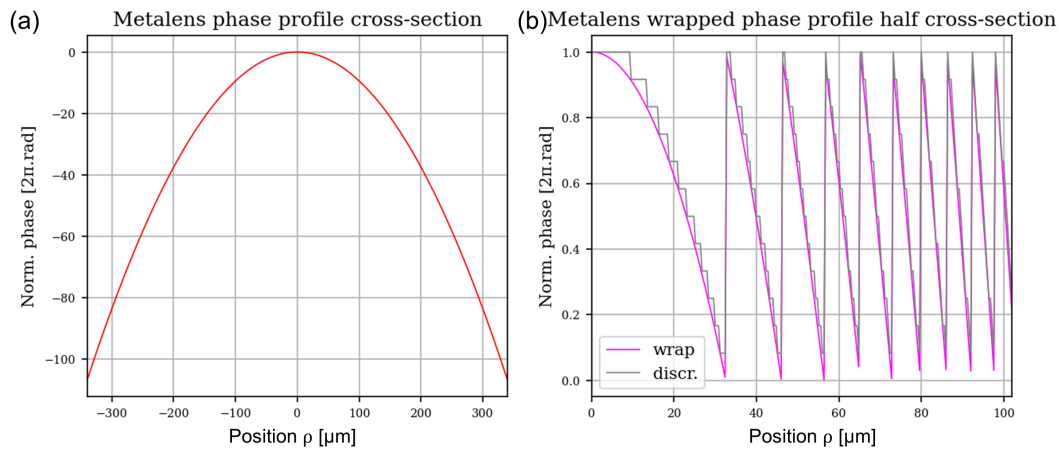 (a)
Metalens phase profile cross-section
Norm. phase [2π.rad]
0
−20
−40
−60
−80
−100
−300
−200
−100
0
100
200
300
Position ρ [µm]
(b)
Metalens wrapped phase profile half cross-section
Norm. phase [2π.rad]
1.0
0.8
0.6
0.4
0.2
0.0
wrap
discr.
0
20
40
60
80
100
Position ρ [µm]